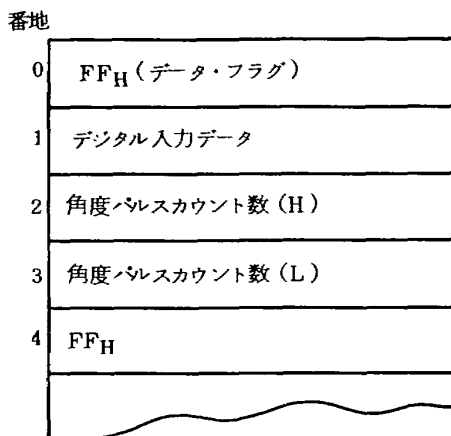 番地
0 FFH (データ・フラグ)
1 デジタル入力データ
2 角度パルスカウント数 (H)
3 角度パルスカウント数 (L)
4 FFH